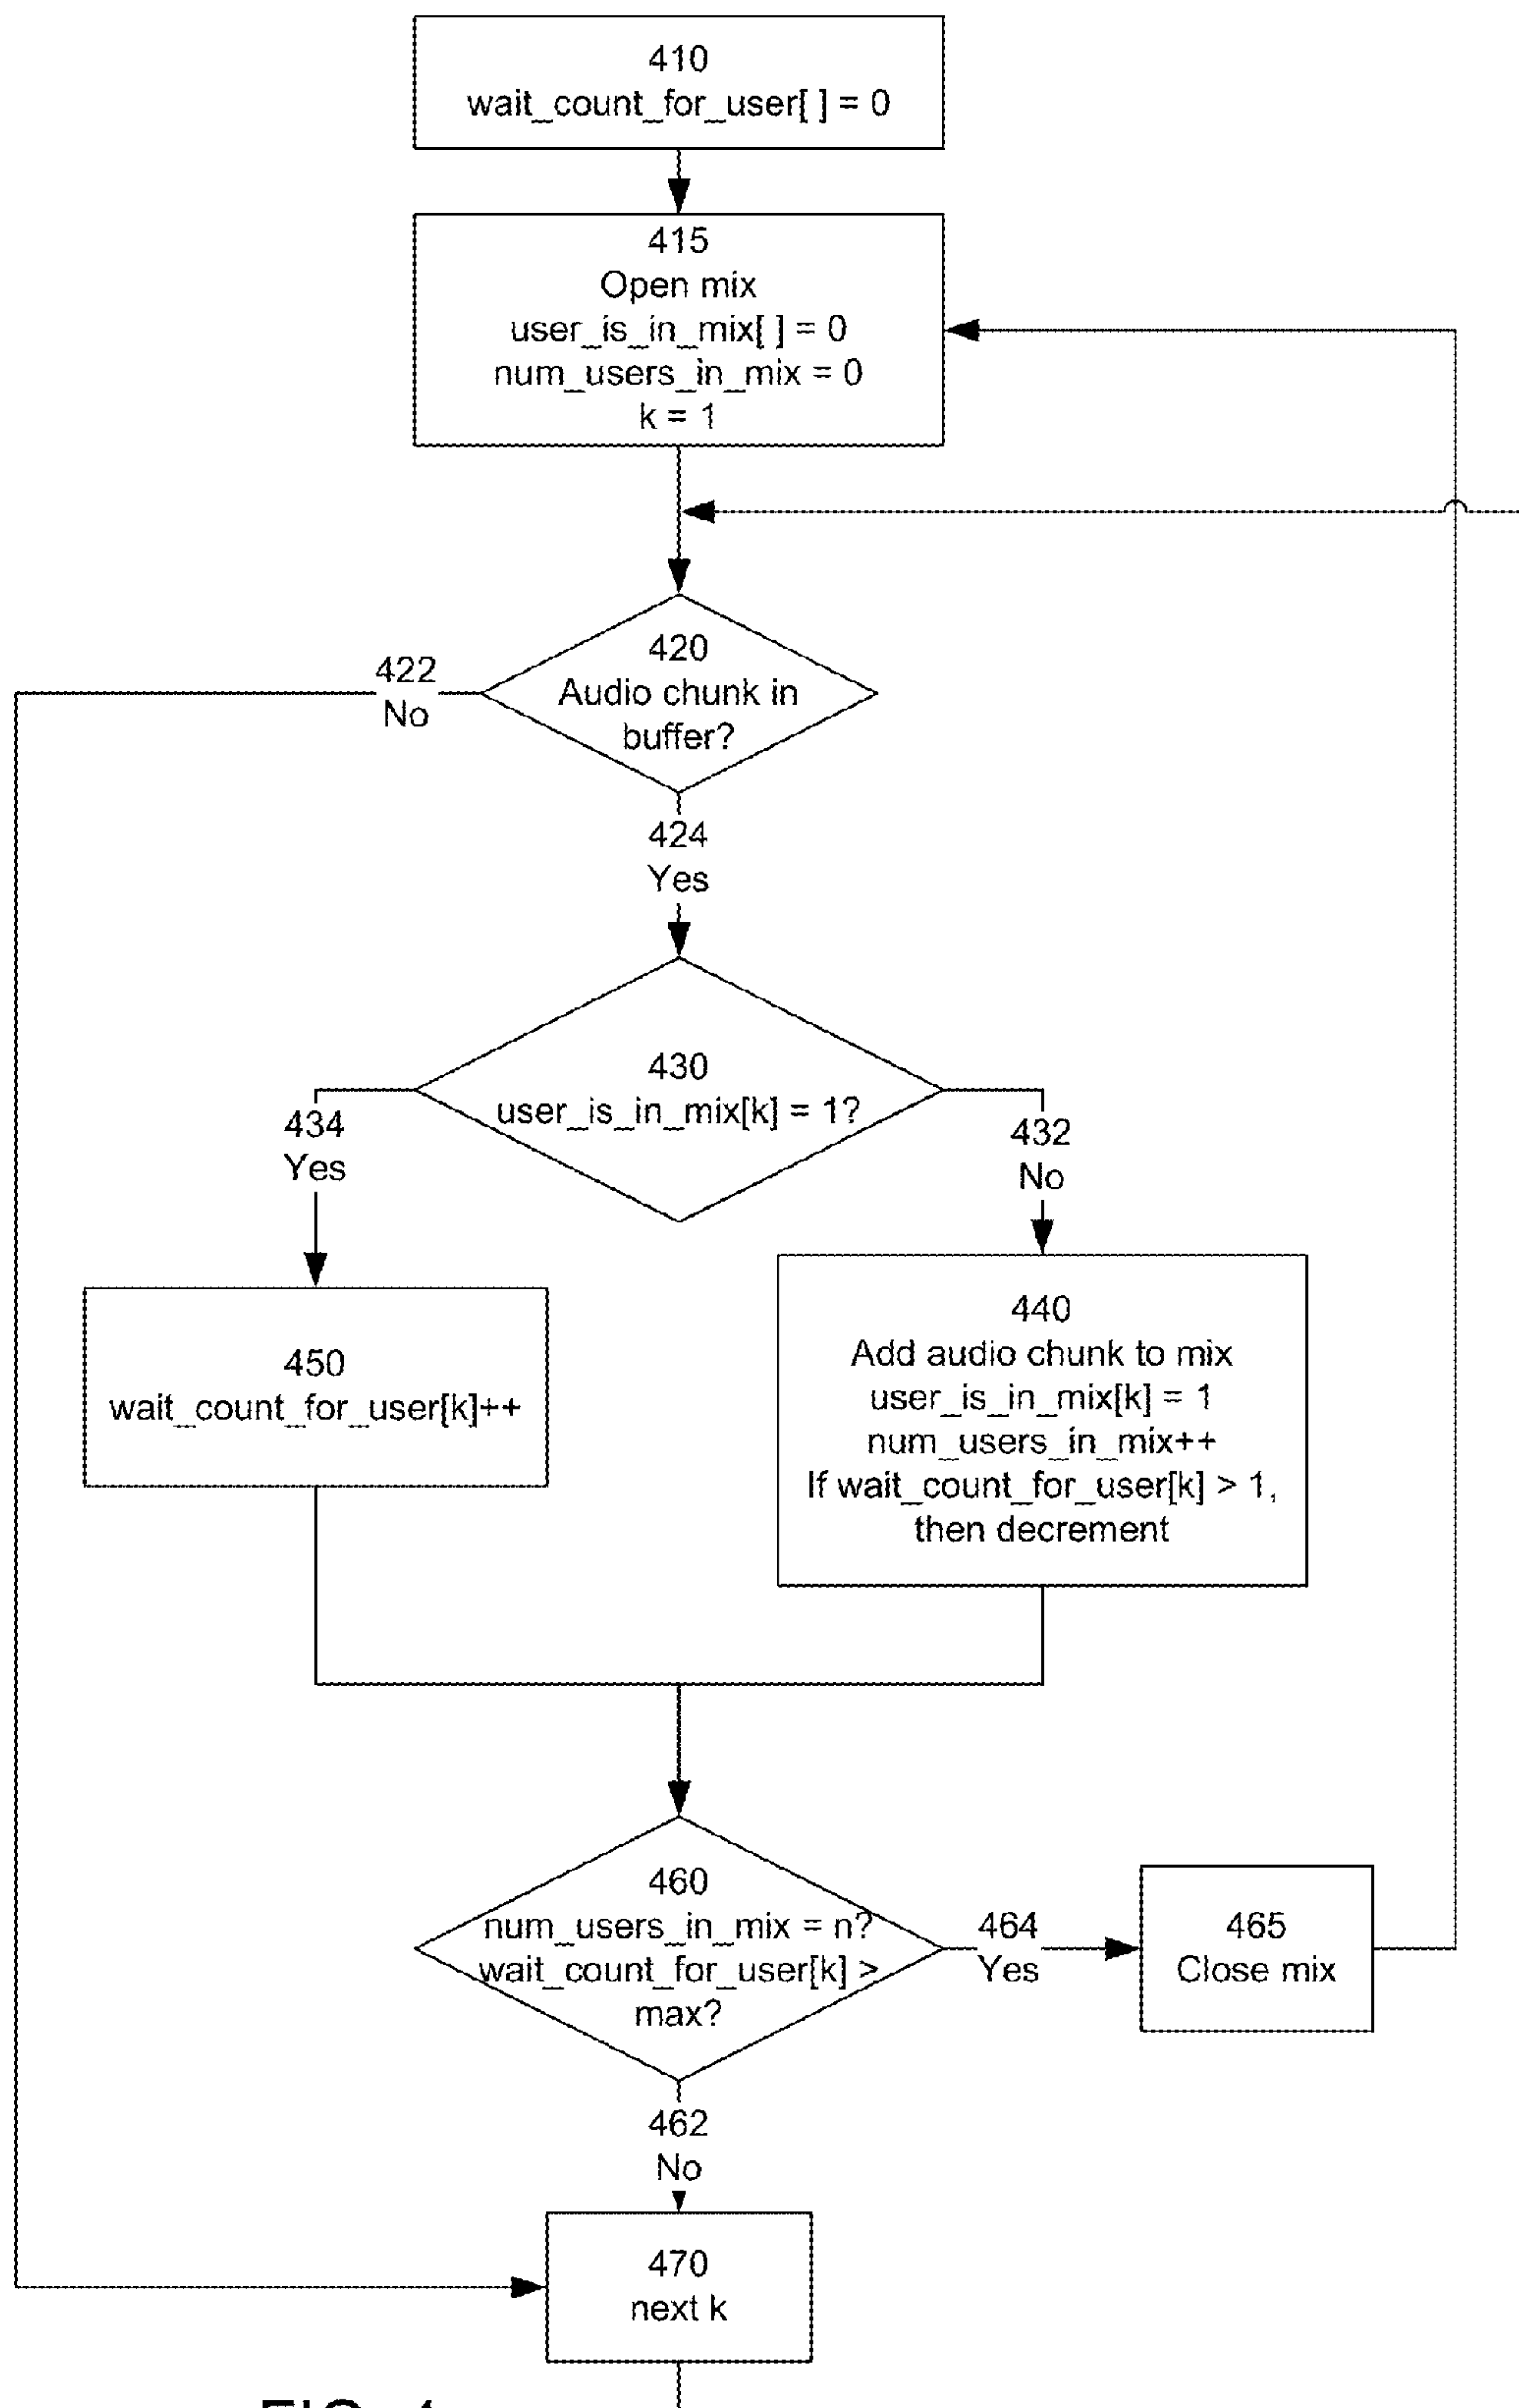 410
wait_count_for_user[ ] = 0
415
Open mix
user_is_in_mix[ ] = 0
num_users_in_mix = 0
k = 1
420
Audio chunk in
buffer?
422
No
424
Yes
430
user_is_in_mix[k] = 1?
434
Yes
432
No
450
wait_count_for_user[k]++
440
Add audio chunk to mix
user_is_in_mix[k] = 1
num_users_in_mix++
If wait_count_for_user[k] > 1,
then decrement
460
num_users_in_mix = n?
wait_count_for_user[k] >
max?
464
Yes
465
Close mix
462
No
470
next k